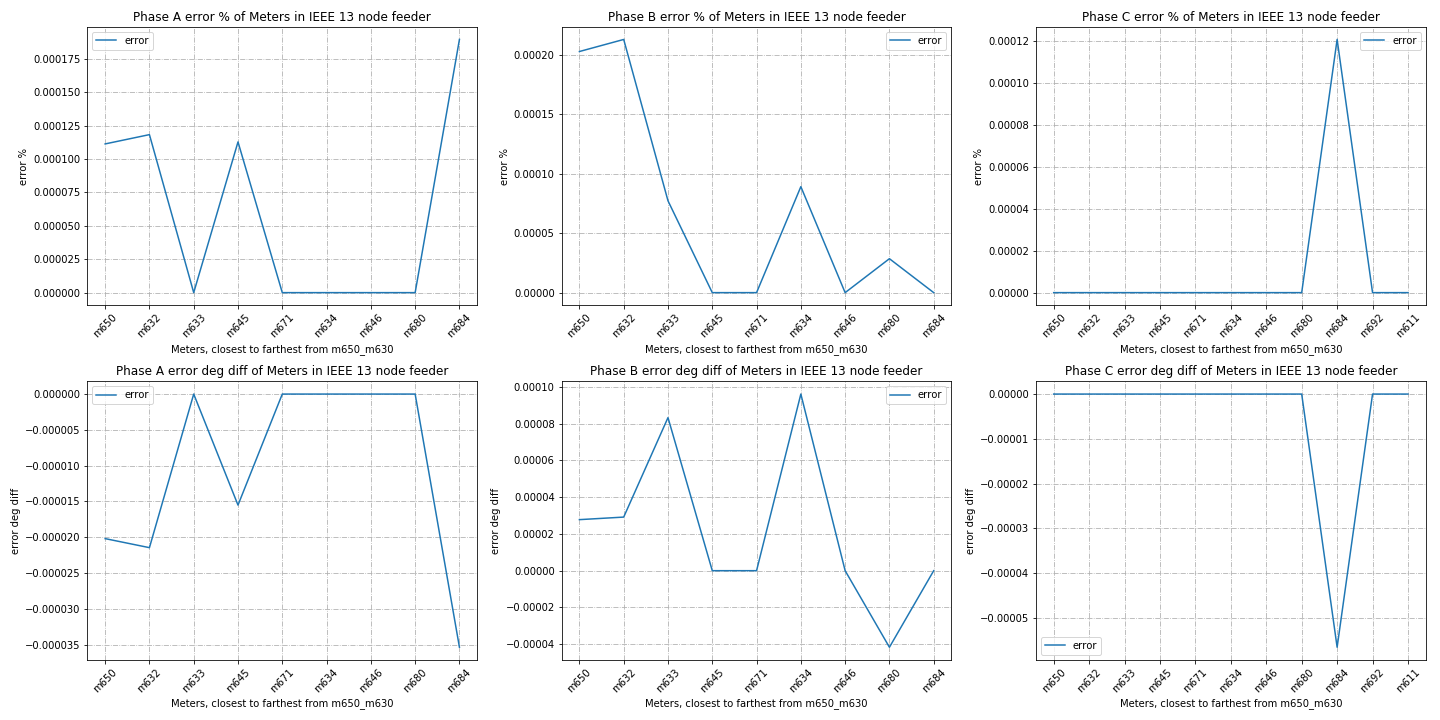 Phase A error % of Meters in IEEE 13 node feeder
error
error %
0.000175
0.000150
0.000125
0.000100
0.000075
0.000050
0.000025
0.000000
m650 m632 m633 m645 m671 m634 m646 m680 m684
Meters, closest to farthest from m650_m630
Phase B error % of Meters in IEEE 13 node feeder
error
error %
0.00020
0.00015
0.00010
0.00005
0.00000
m650 m632 m633 m645 m671 m634 m646 m680 m684
Meters, closest to farthest from m650_m630
Phase C error % of Meters in IEEE 13 node feeder
error
error %
0.00012
0.00010
0.00008
0.00006
0.00004
0.00002
0.00000
m650 m632 m633 m645 m671 m634 m646 m680 m684 m692 m611
Meters, closest to farthest from m650_m630
Phase A error deg diff of Meters in IEEE 13 node feeder
error
error deg diff
0.000000
−0.000005
−0.000010
−0.000015
−0.000020
−0.000025
−0.000030
−0.000035
m650 m632 m633 m645 m671 m634 m646 m680 m684
Meters, closest to farthest from m650_m630
Phase B error deg diff of Meters in IEEE 13 node feeder
error
error deg diff
0.00010
0.00008
0.00006
0.00004
0.00002
0.00000
−0.00002
−0.00004
m650 m632 m633 m645 m671 m634 m646 m680 m684
Meters, closest to farthest from m650_m630
Phase C error deg diff of Meters in IEEE 13 node feeder
error deg diff
0.00000
−0.00001
−0.00002
−0.00003
−0.00004
−0.00005
error
m650 m632 m633 m645 m671 m634 m646 m680 m684 m692 m611
Meters, closest to farthest from m650_m630